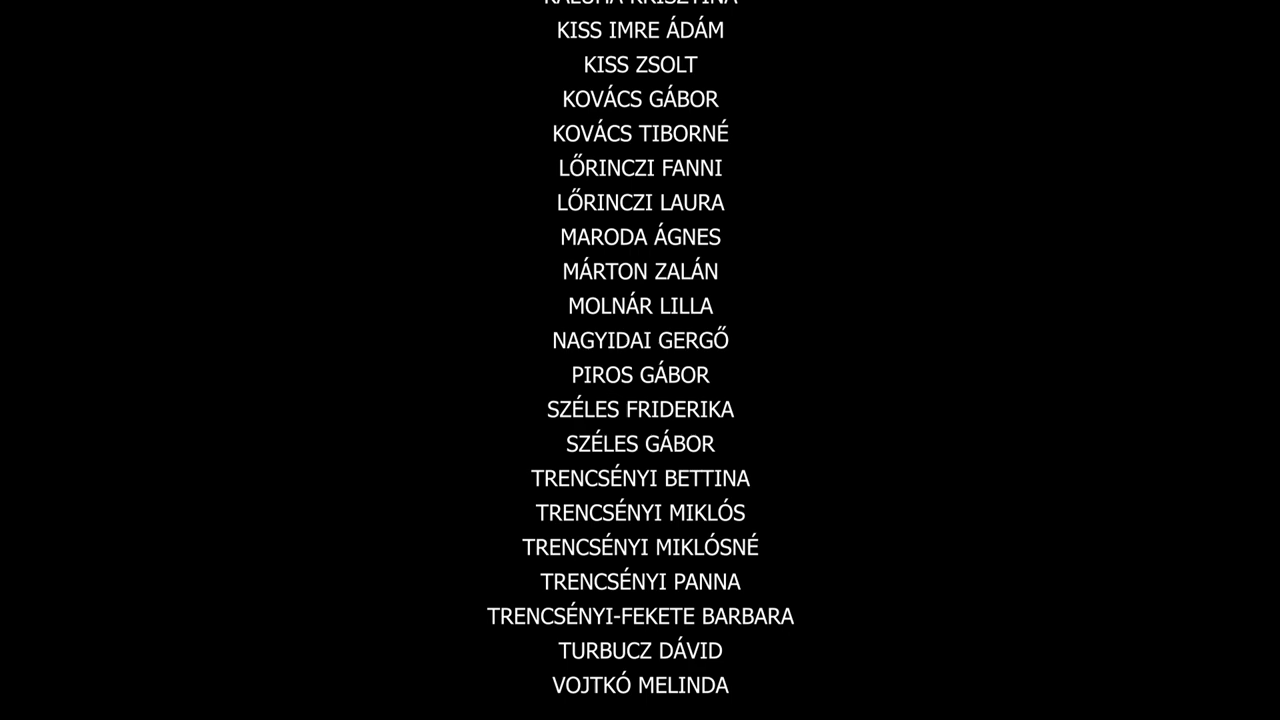 KISS IMRE ÁDÁM
KISS ZSOLT
KOVÁCS GÁBOR
KOVÁCS TIBORNÉ
LŐRINCZI FANNI
LŐRINCZI LAURA
MARODA ÁGNES
MÁRTON ZALÁN
MOLNÁR LILLA
NAGYIDAI GERGŐ
PIROS GÁBOR
SZÉLES FRIDERIKA
SZÉLES GÁBOR
TRENCSÉNYI BETTINA
TRENCSÉNYI MIKLÓS
TRENCSÉNYI MIKLÓSNÉ
TRENCSÉNYI PANNA
TRENCSÉNYI-FEKETE BARBARA
TURBUCZ DÁVID
VOJTKÓ MELINDA